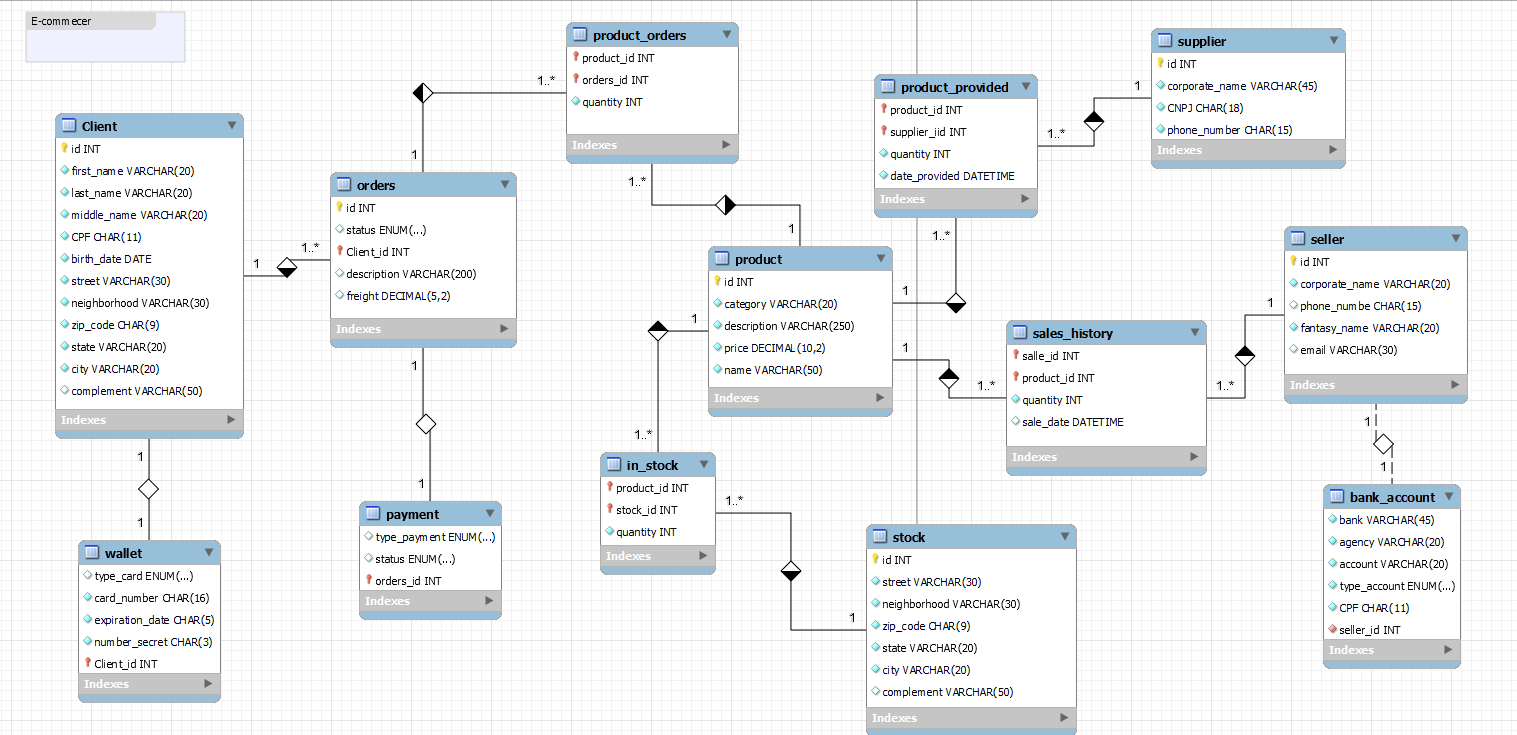 E-commecer
Client
id INT
first_name VARCHAR(20)
last_name VARCHAR(20)
middle_name VARCHAR(20)
CPF CHAR(11)
birth_date DATE
street VARCHAR(30)
neighborhood VARCHAR(30)
zip_code CHAR(9)
state VARCHAR(20)
city VARCHAR(20)
complement VARCHAR(50)
Indexes
1
1..*
1
1
wallet
type_card ENUM(...)
card_number CHAR(16)
expiration_date CHAR(5)
number_secret CHAR(3)
Client_id INT
Indexes
orders
id INT
status ENUM(...)
Client_id INT
description VARCHAR(200)
freight DECIMAL(5,2)
Indexes
1
1..*
1
1
payment
type_payment ENUM(...)
status ENUM(...)
orders_id INT
Indexes
product_orders
product_id INT
orders_id INT
quantity INT
Indexes
1..*
1
product
id INT
category VARCHAR(20)
description VARCHAR(250)
price DECIMAL(10,2)
name VARCHAR(50)
Indexes
1
1..*
1
1..*
1
1..*
in_stock
product_id INT
stock_id INT
quantity INT
Indexes
1..*
1
stock
id INT
street VARCHAR(30)
neighborhood VARCHAR(30)
zip_code CHAR(9)
state VARCHAR(20)
city VARCHAR(20)
complement VARCHAR(50)
Indexes
product_provided
product_id INT
supplier_iid INT
quantity INT
date_provided DATETIME
Indexes
1..*
1
supplier
id INT
corporate_name VARCHAR(45)
CNPJ CHAR(18)
phone_number CHAR(15)
Indexes
sales_history
salle_id INT
product_id INT
quantity INT
sale_date DATETIME
Indexes
1..*
1
seller
id INT
corporate_name VARCHAR(20)
phone_numbe CHAR(15)
fantasy_name VARCHAR(20)
email VARCHAR(30)
Indexes
1
1
bank_account
bank VARCHAR(45)
agency VARCHAR(20)
account VARCHAR(20)
type_account ENUM(...)
CPF CHAR(11)
seller_id INT
Indexes